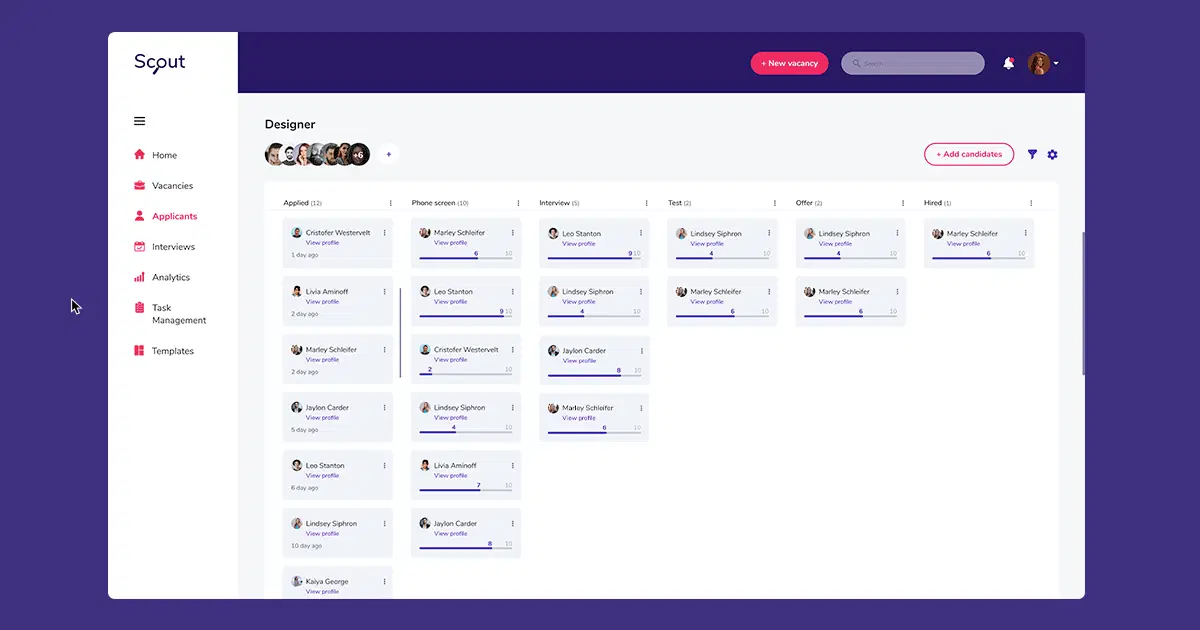 Scout
+ New vacancy
Search
Home
Vacancies
Applicants
Interviews
Analytics
Task
Management
Templates
Designer
+6
+
+ Add candidates
Applied (12)
Cristofer Westervelt
View profile
1 day ago
Livia Aminoff
View profile
2 day ago
Marley Schleifer
View profile
2 day ago
Jaylon Carder
View profile
5 day ago
Leo Stanton
View profile
6 day ago
Lindsey Siphron
View profile
10 day ago
Kaiya George
View profile
Phone screen (10)
Marley Schleifer
View profile
6 10
Leo Stanton
View profile
9 10
Cristofer Westervelt
View profile
2 10
Lindsey Siphron
View profile
4 10
Livia Aminoff
View profile
7 10
Jaylon Carder
View profile
8 10
Interview (5)
Leo Stanton
View profile
9 10
Lindsey Siphron
View profile
4 10
Jaylon Carder
View profile
8 10
Marley Schleifer
View profile
6 10
Test (2)
Lindsey Siphron
View profile
4 10
Marley Schleifer
View profile
6 10
Offer (2)
Lindsey Siphron
View profile
4 10
Marley Schleifer
View profile
6 10
Hired (1)
Marley Schleifer
View profile
6 10